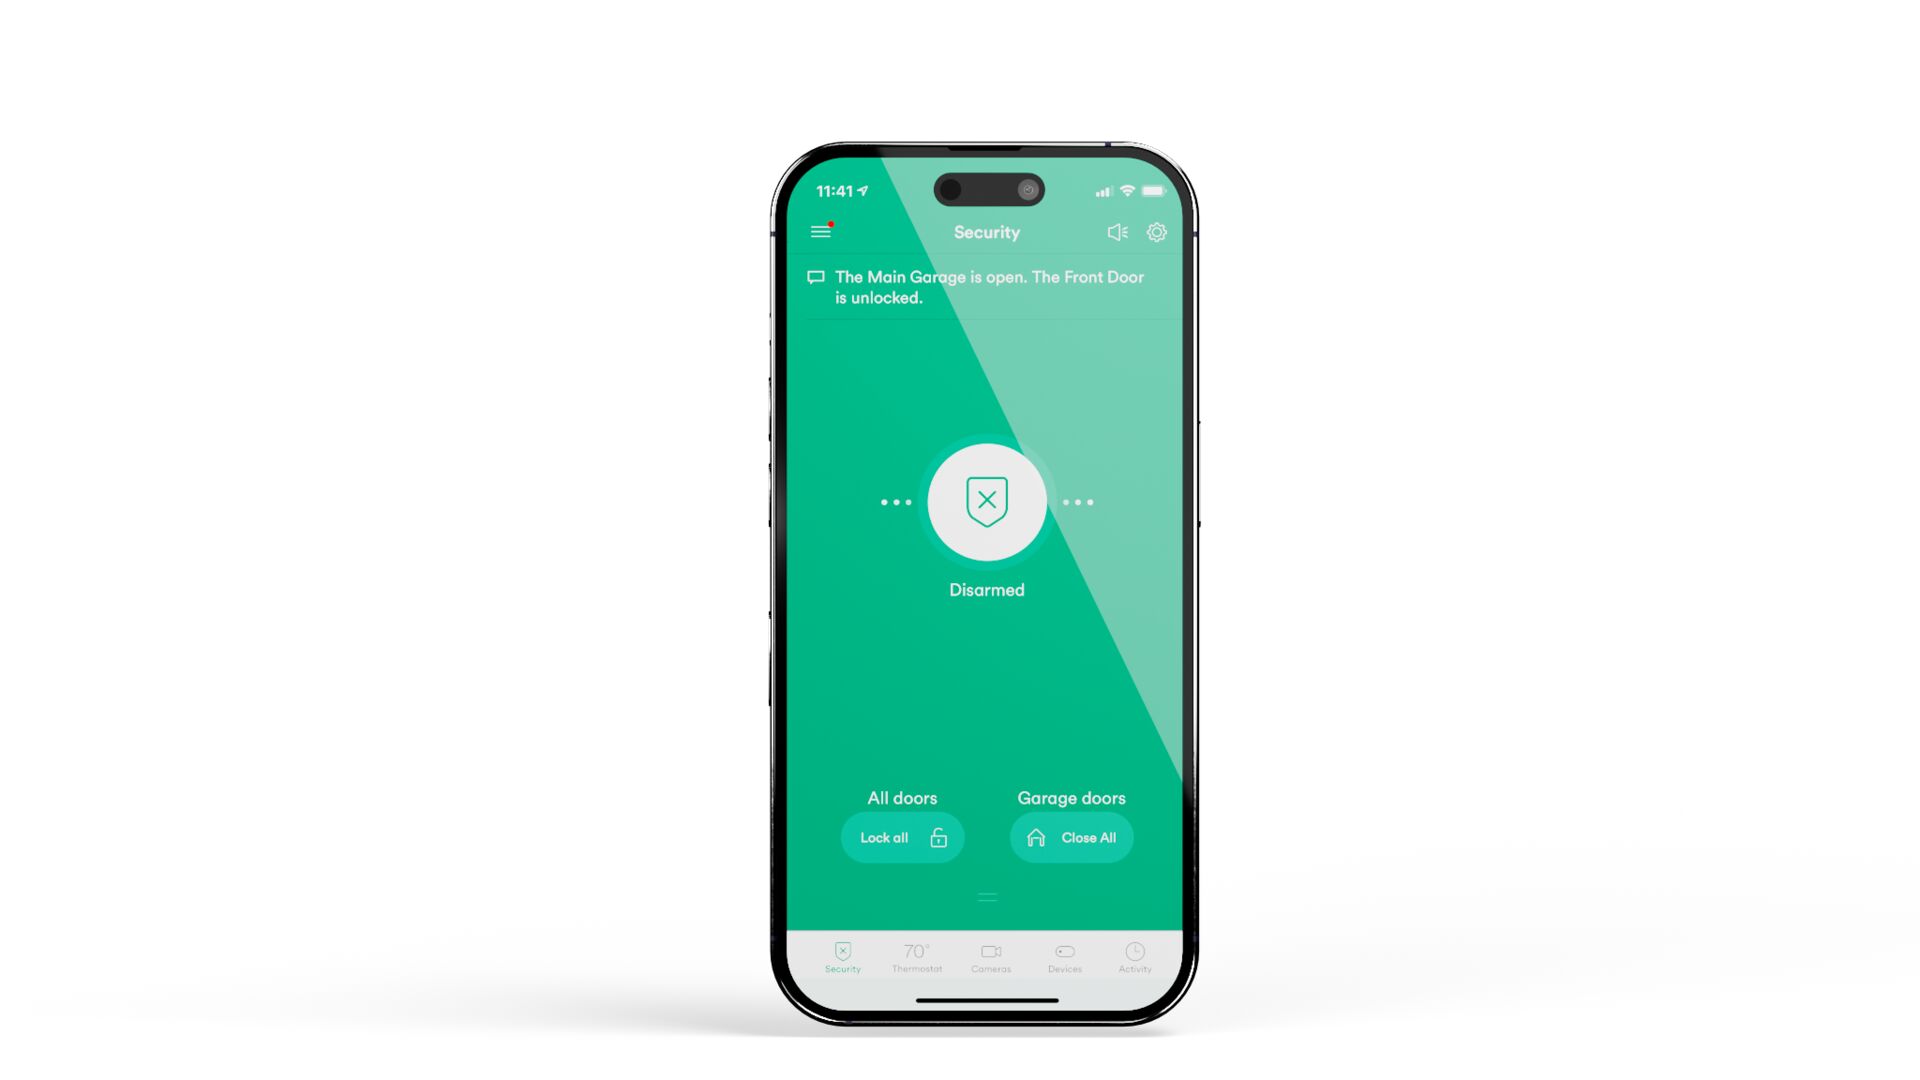 11:41
Security
The Main Garage is open. The Front Door
is unlocked.
Disarmed
All doors
Garage doors
Lock all
Close All
70°
Security
Thermostat
Cameras
Devices
Activity